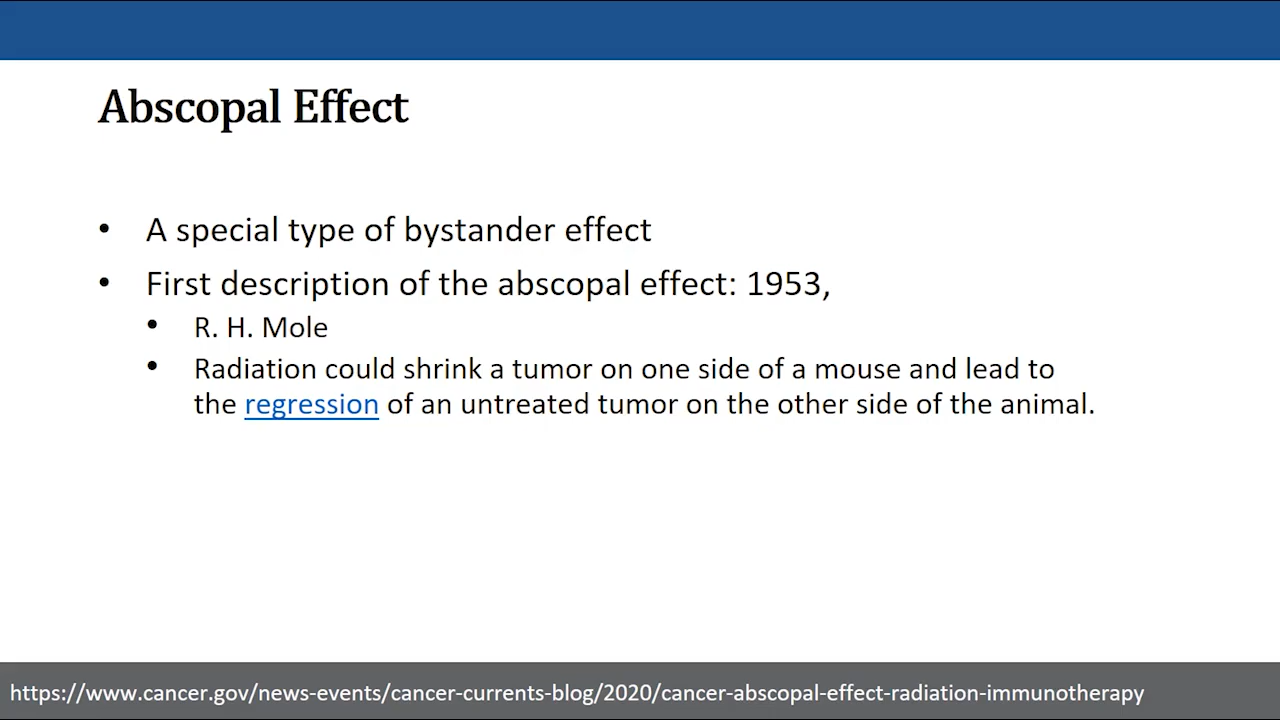 Abscopal Effect
• A special type of bystander effect
• First description of the abscopal effect: 1953,
• R. H. Mole
• Radiation could shrink a tumor on one side of a mouse and lead to
the regression of an untreated tumor on the other side of the animal.
https://www.cancer.gov/news-events/cancer-currents-blog/2020/cancer-abscopal-effect-radiation-immunotherapy